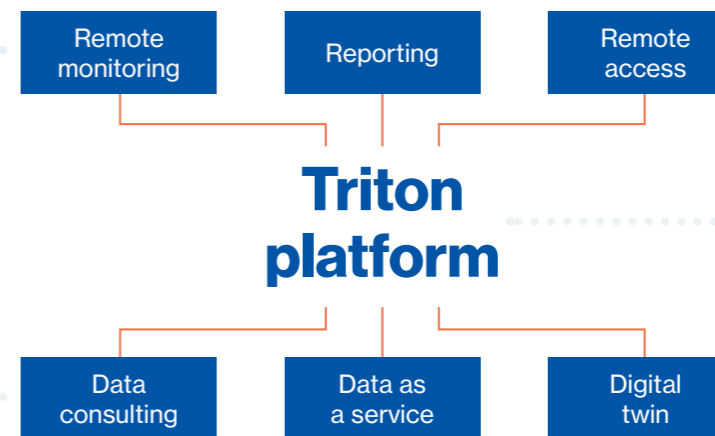 Remote
monitoring
Reporting
Remote
access
Triton
platform
Data
consulting
Data as
a service
Digital
twin